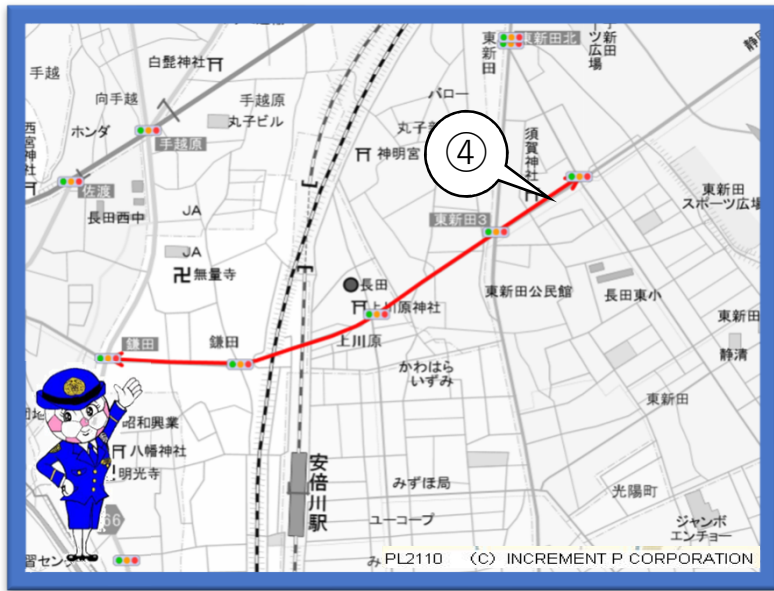 手越
白髭神社
向手越
ホンダ
手越原
手越原
丸子ビル
西宮神社
佐渡
長田西中
JA
JA
無量寺
東新田
東新田北
ツ広場
新田
静
バロー
丸子
④
神明宮
須賀神社
東新田3
東新田
スポーツ広場
長田
上川原神社
上川原
東新田公民館
長田東小
東新田
静清
鎌田
鎌田
かわはら
いずみ
東新田
昭和興業
八幡神社
明光寺
66
安倍川駅
みずほ局
ユーコープ
み
光陽町
ジャンボ
エンチョー
習セン
PL2110 (C) INCREMENT P CORPORATION